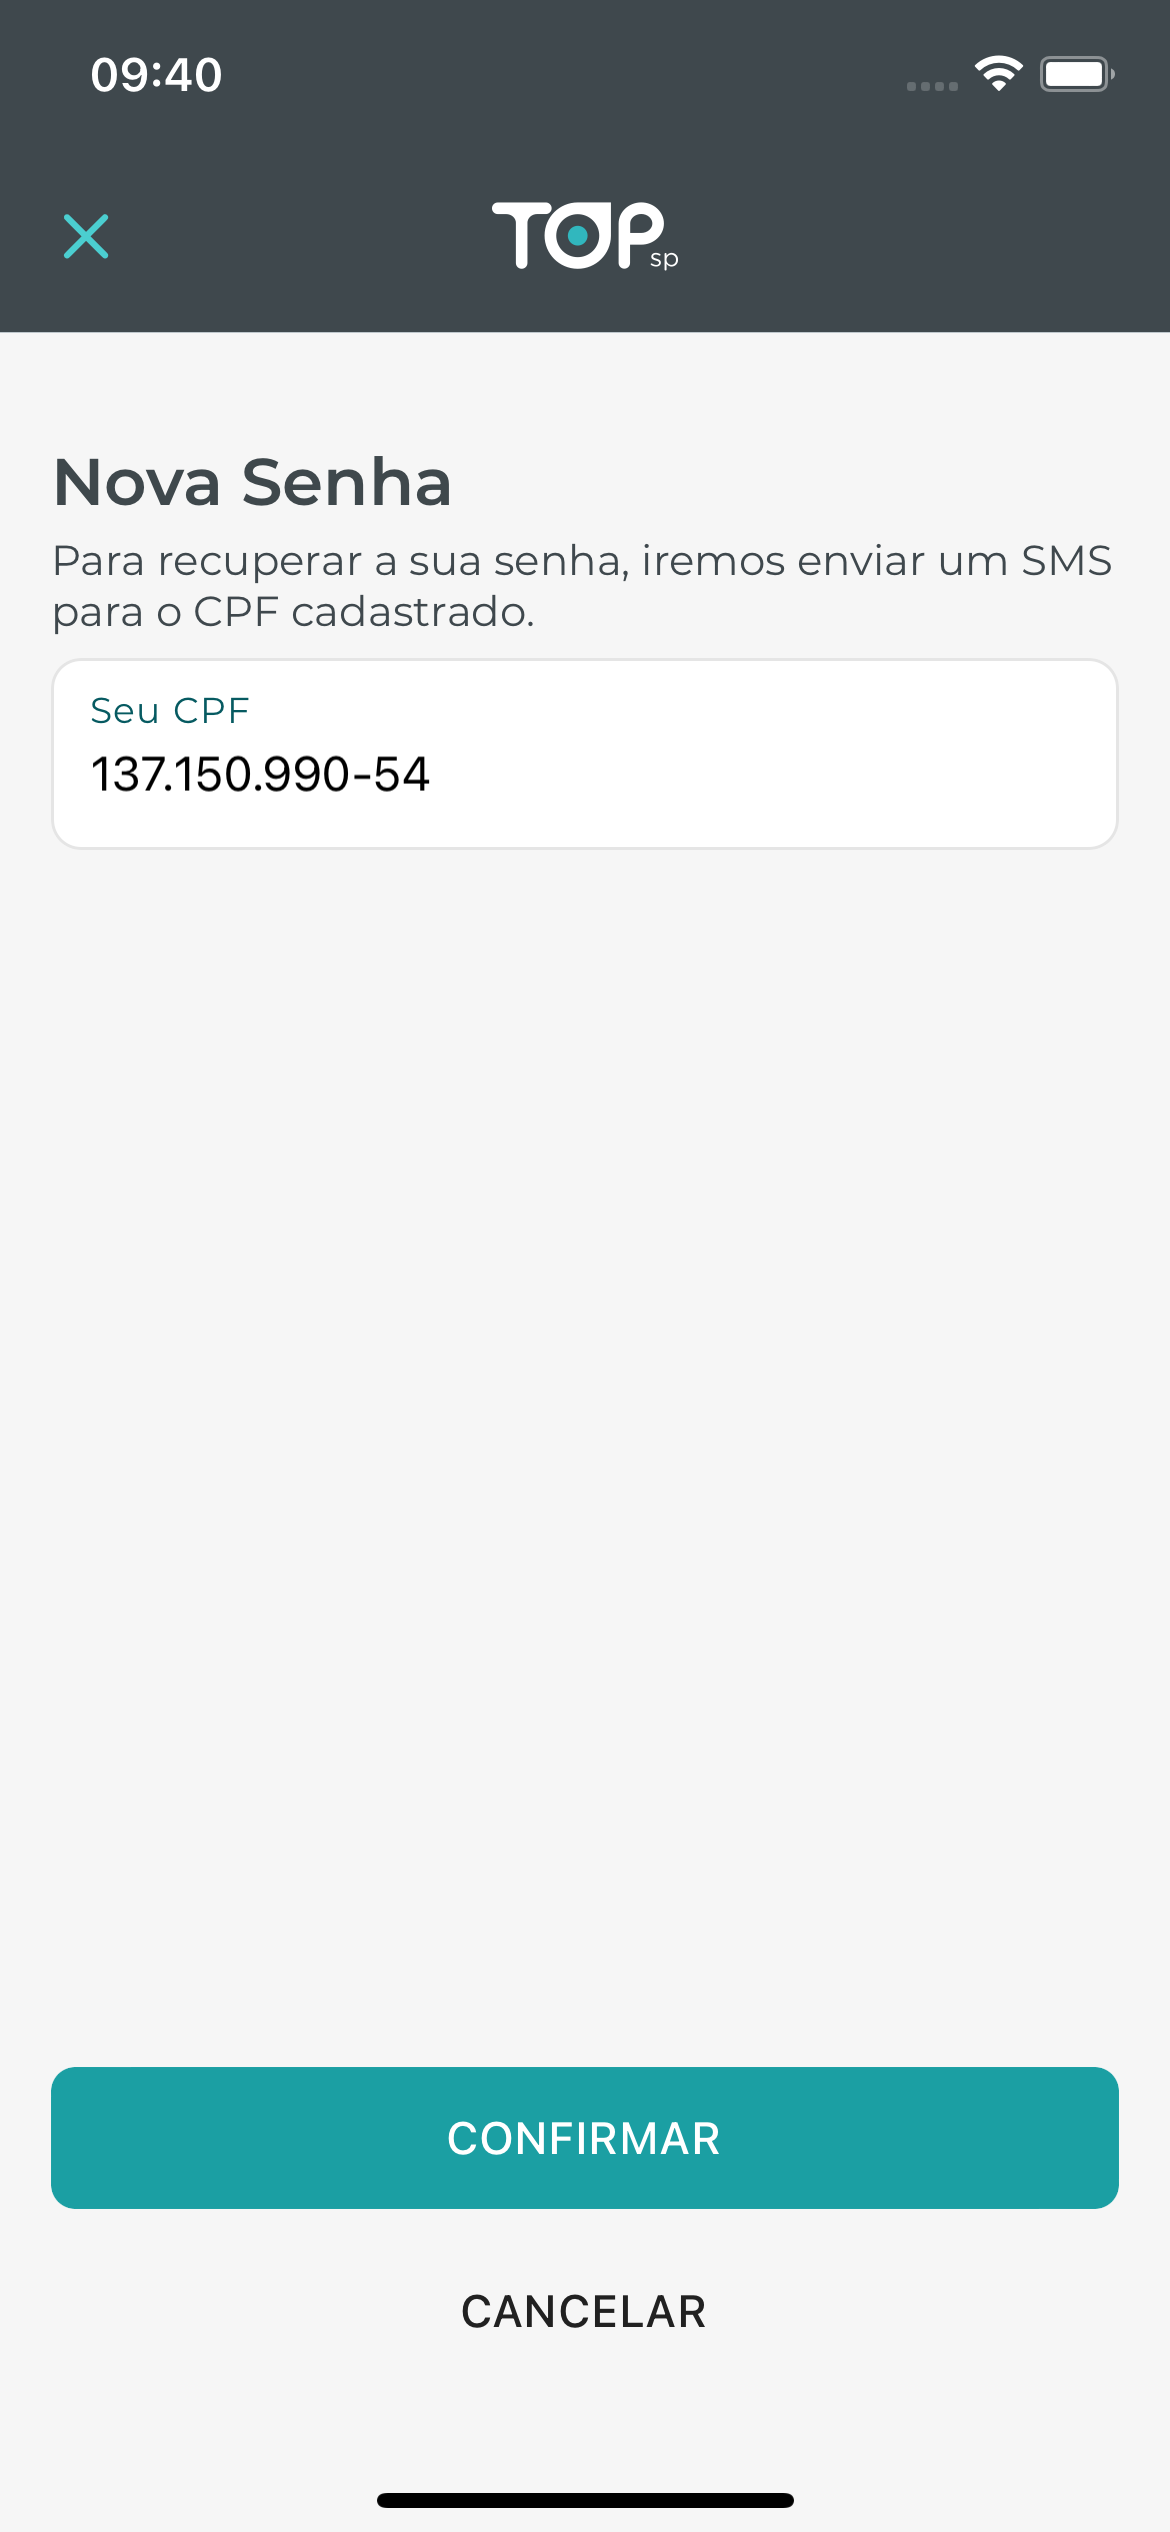 09:40
TOP sp
Nova Senha
Para recuperar a sua senha, iremos enviar um SMS
para o CPF cadastrado.
Seu CPF
137.150.990-54
CONFIRMAR
CANCELAR